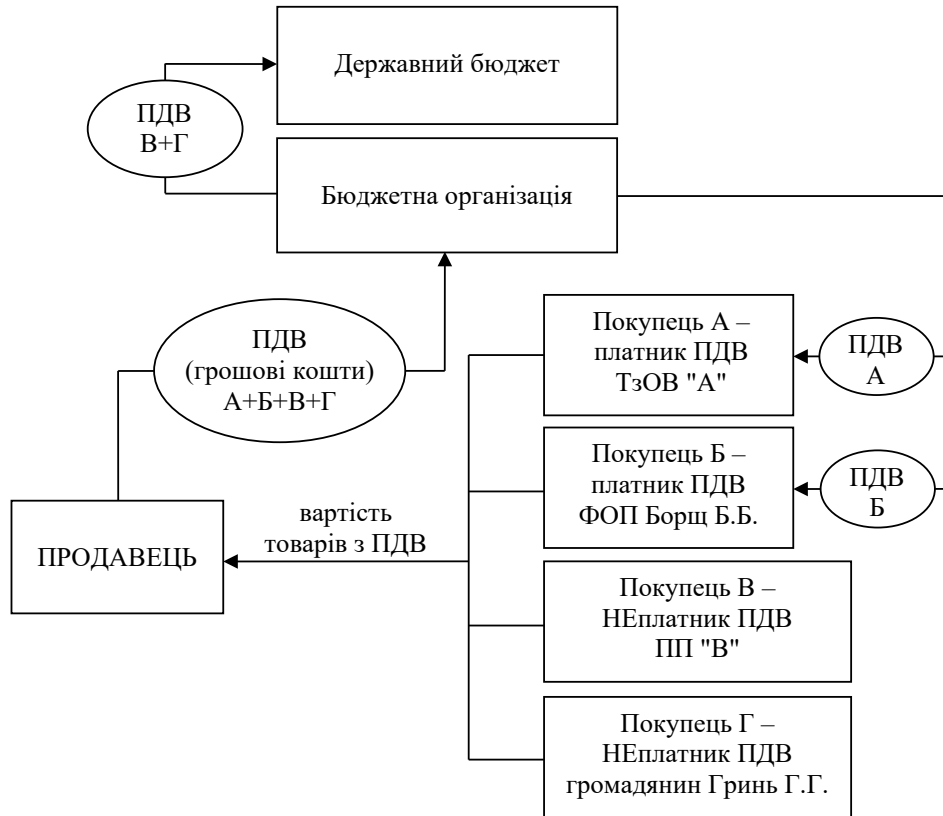 Державний бюджет
ПДВ
В+Г
Бюджетна організація
ПДВ
(грошові кошти)
А+Б+В+Г
Покупець А –
платник ПДВ
ТзОВ "А"
ПДВ
А
Покупець Б –
платник ПДВ
ФОП Борщ Б.Б.
ПДВ
Б
вартість
товарів з ПДВ
ПРОДАВЕЦЬ
Покупець В –
НЕплатник ПДВ
ПП "В"
Покупець Г –
НЕплатник ПДВ
громадянин Гринь Г.Г.